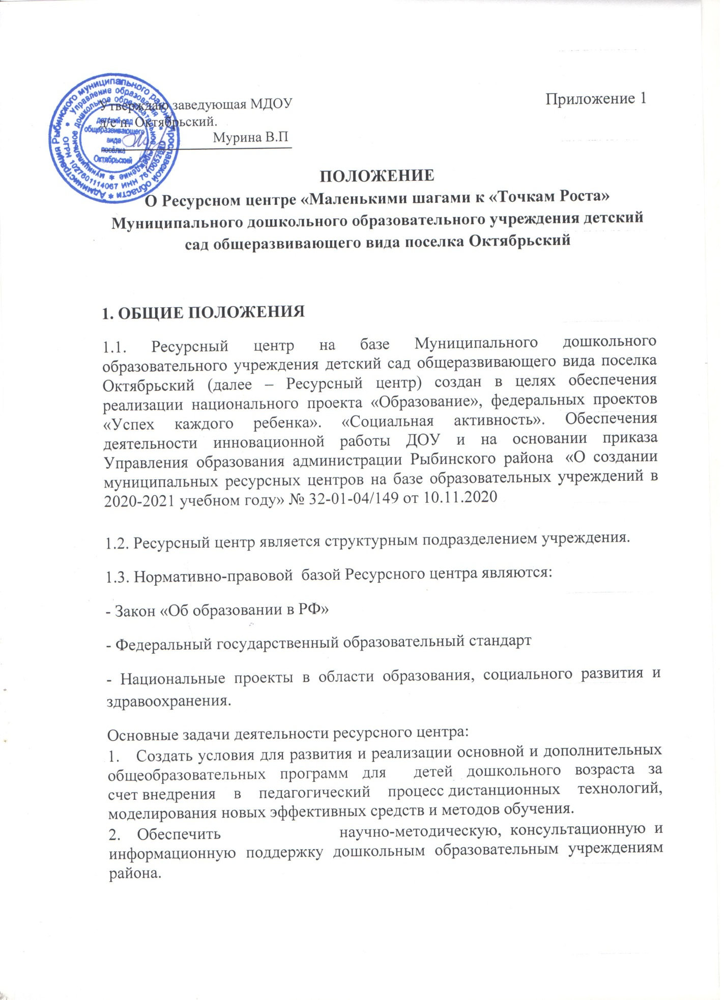 Приложение 1
Утверждаю заведующая МДОУ
д/с п. Октябрьский.
Мурина В.П
Администрация Рыбинского муниципального района Ярославской области
Управление образования
ОГРН 1027601114067 ИНН
муниципальное дошкольное образовательное учреждение
детский сад
общеразвивающего
вида
посёлка
Октябрьский
ПОЛОЖЕНИЕ
О Ресурсном центре «Маленькими шагами к «Точкам Роста»
Муниципального дошкольного образовательного учреждения детский
сад общеразвивающего вида поселка Октябрьский
1. ОБЩИЕ ПОЛОЖЕНИЯ
1.1. Ресурсный центр на базе Муниципального дошкольного
образовательного учреждения детский сад общеразвивающего вида поселка
Октябрьский (далее – Ресурсный центр) создан в целях обеспечения
реализации национального проекта «Образование», федеральных проектов
«Успех каждого ребенка». «Социальная активность». Обеспечения
деятельности инновационной работы ДОУ и на основании приказа
Управления образования администрации Рыбинского района «О создании
муниципальных ресурсных центров на базе образовательных учреждений в
2020-2021 учебном году» № 32-01-04/149 от 10.11.2020
1.2. Ресурсный центр является структурным подразделением учреждения.
1.3. Нормативно-правовой базой Ресурсного центра являются:
- Закон «Об образовании в РФ»
- Федеральный государственный образовательный стандарт
- Национальные проекты в области образования, социального развития и
здравоохранения.
Основные задачи деятельности ресурсного центра:
1. Создать условия для развития и реализации основной и дополнительных
общеобразовательных программ для детей дошкольного возраста за
счет внедрения в педагогический процесс дистанционных технологий,
моделирования новых эффективных средств и методов обучения.
2. Обеспечить научно-методическую, консультационную и
информационную поддержку дошкольным образовательным учреждениям
района.